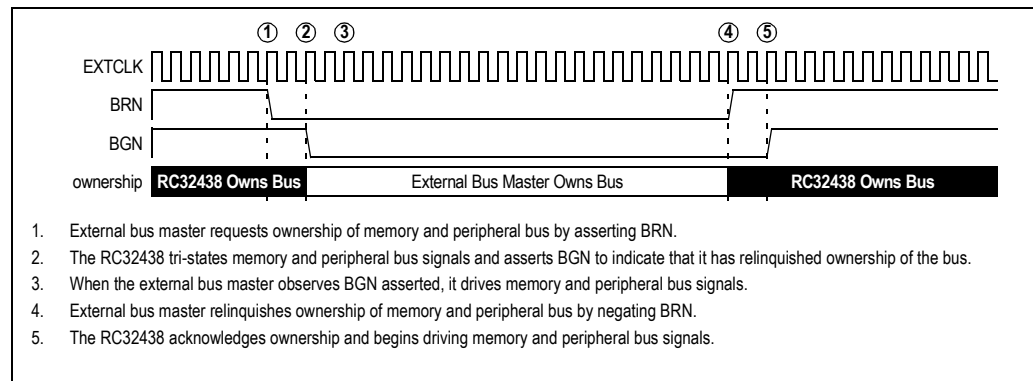 1 2 3 4 5
EXTCLK
BRN
BGN
ownership RC32438 Owns Bus External Bus Master Owns Bus RC32438 Owns Bus
1. External bus master requests ownership of memory and peripheral bus by asserting BRN.
2. The RC32438 tri-states memory and peripheral bus signals and asserts BGN to indicate that it has relinquished ownership of the bus.
3. When the external bus master observes BGN asserted, it drives memory and peripheral bus signals.
4. External bus master relinquishes ownership of memory and peripheral bus by negating BRN.
5. The RC32438 acknowledges ownership and begins driving memory and peripheral bus signals.